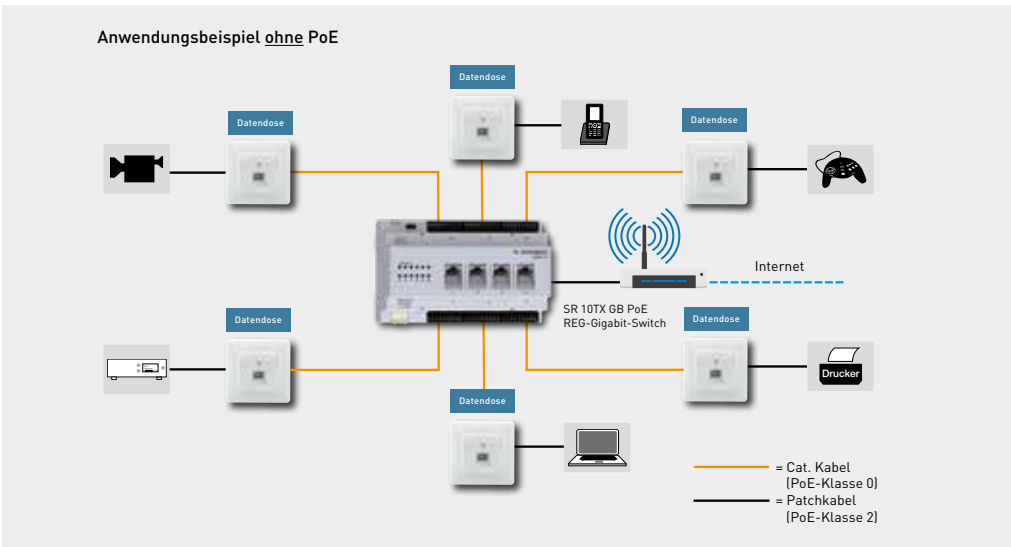 Anwendungsbeispiel ohne PoE
Datendose
Datendose
Datendose
Internet
SR 10TX GB PoE
REG-Gigabit-Switch
Datendose
Datendose
Drucker
Datendose
= Cat. Kabel
(PoE-Klasse 0)
= Patchkabel
(PoE-Klasse 2)